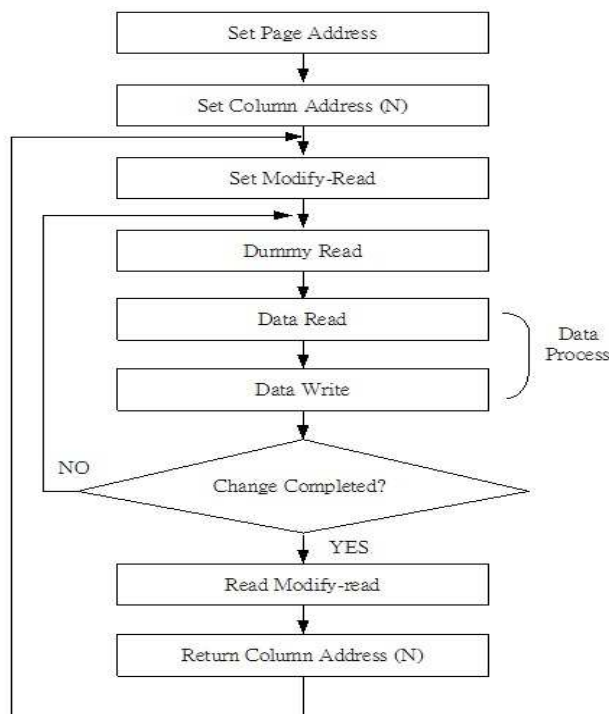 Set Page Address
Set Column Address (N)
Set Modify-Read
Dummy Read
Data Read
Data
Process
Data Write
NO
Change Completed?
YES
Read Modify-read
Return Column Address (N)